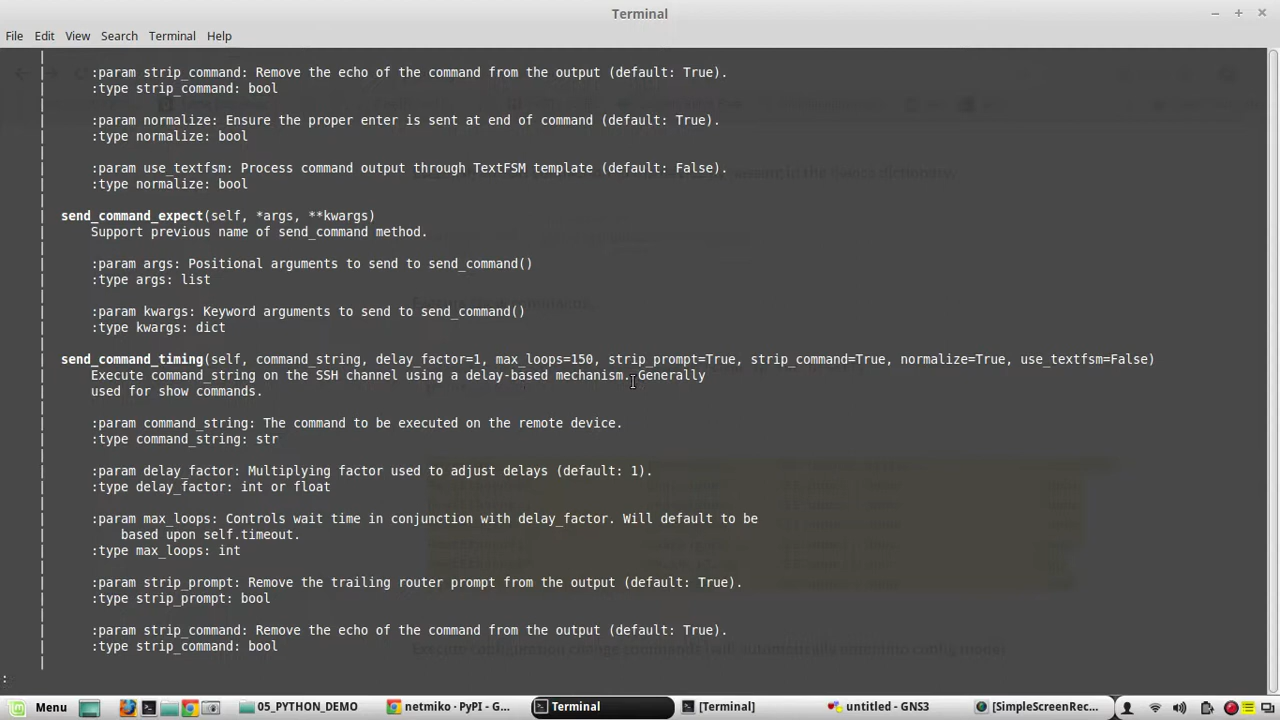 Terminal
File Edit View Search Terminal Help
|
| :param strip_command: Remove the echo of the command from the output (default: True).
| :type strip_command: bool
|
| :param normalize: Ensure the proper enter is sent at end of command (default: True).
| :type normalize: bool
|
| :param use_textfsm: Process command output through TextFSM template (default: False).
| :type normalize: bool
|
| send_command_expect(self, *args, **kwargs)
| Support previous name of send_command method.
|
| :param args: Positional arguments to send to send_command()
| :type args: list
|
| :param kwargs: Keyword arguments to send to send_command()
| :type kwargs: dict
|
| send_command_timing(self, command_string, delay_factor=1, max_loops=150, strip_prompt=True, strip_command=True, normalize=True, use_textfsm=False)
| Execute command_string on the SSH channel using a delay-based mechanism. Generally
| used for show commands.
|
| :param command_string: The command to be executed on the remote device.
| :type command_string: str
|
| :param delay_factor: Multiplying factor used to adjust delays (default: 1).
| :type delay_factor: int or float
|
| :param max_loops: Controls wait time in conjunction with delay_factor. Will default to be
| based upon self.timeout.
| :type max_loops: int
|
| :param strip_prompt: Remove the trailing router prompt from the output (default: True).
| :type strip_prompt: bool
|
| :param strip_command: Remove the echo of the command from the output (default: True).
| :type strip_command: bool
|
:
Menu 05_PYTHON_DEMO netmiko · PyPI - G... Terminal [Terminal] untitled - GNS3 [SimpleScreenRec...